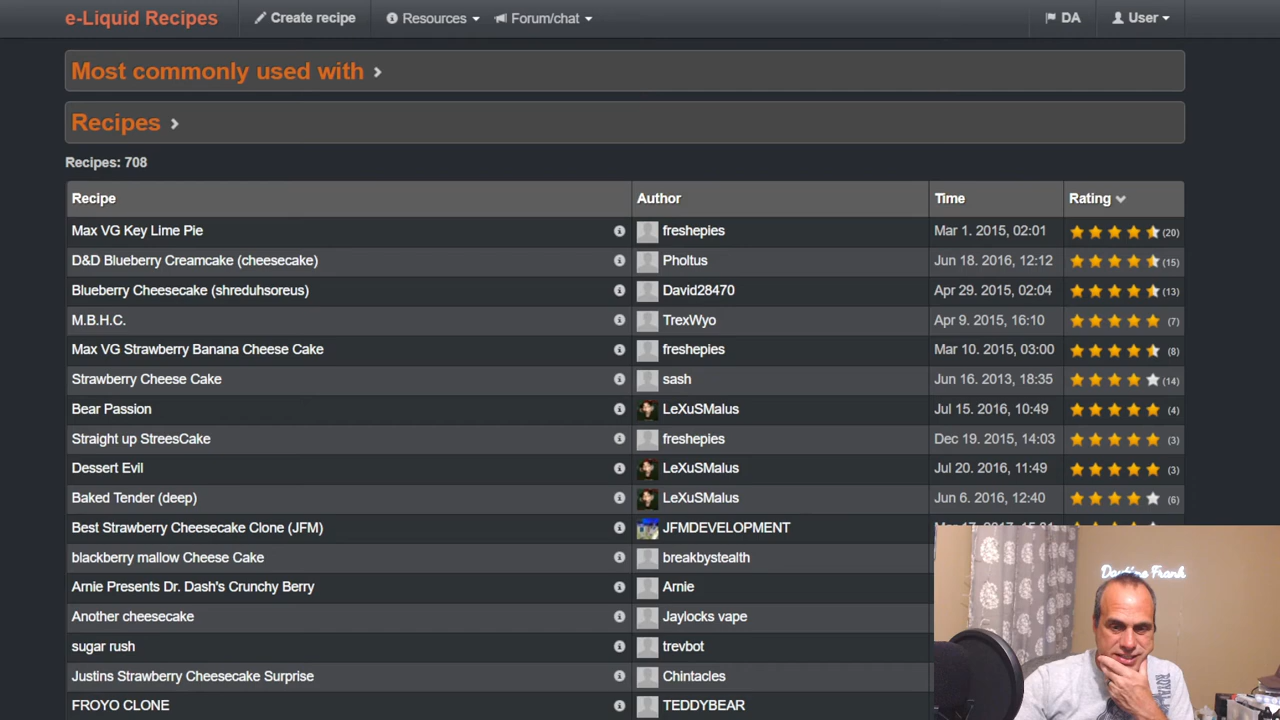 e-Liquid Recipes Create recipe Resources Forum/chat DA User
Most commonly used with
Recipes
Recipes: 708
Recipe Author Time Rating
Max VG Key Lime Pie freshepies Mar 1. 2015, 02:01 (20)
D&D Blueberry Creamcake (cheesecake) Pholtus Jun 18. 2016, 12:12 (15)
Blueberry Cheesecake (shreduhsoreus) David28470 Apr 29. 2015, 02:04 (13)
M.B.H.C. TrexWyo Apr 9. 2015, 16:10 (7)
Max VG Strawberry Banana Cheese Cake freshepies Mar 10. 2015, 03:00 (8)
Strawberry Cheese Cake sash Jun 16. 2013, 18:35 (14)
Bear Passion LeXuSMalus Jul 15. 2016, 10:49 (4)
Straight up StreesCake freshepies Dec 19. 2015, 14:03 (3)
Dessert Evil LeXuSMalus Jul 20. 2016, 11:49 (3)
Baked Tender (deep) LeXuSMalus Jun 6. 2016, 12:40 (6)
Best Strawberry Cheesecake Clone (JFM) JFMDEVELOPMENT
blackberry mallow Cheese Cake breakbystealth
Arnie Presents Dr. Dash's Crunchy Berry Arnie
Another cheesecake Jaylocks vape
sugar rush trevbot
Justins Strawberry Cheesecake Surprise Chintacles
FROYO CLONE TEDDYBEAR